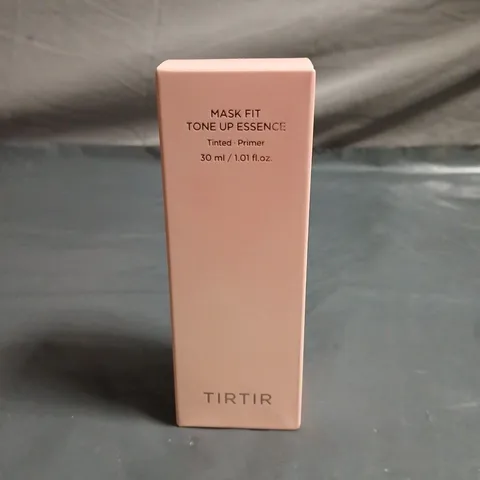 MASK FIT
TONE UP ESSENCE
Tinted · Primer
30 ml / 1.01 fl.oz.
TIRTIR